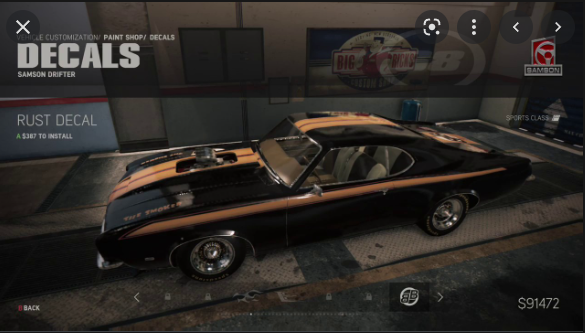 VEHICLE CUSTOMIZATION/ PAINT SHOP/ DECALS
DECALS
SAMSON DRIFTER
SAMSON
RUST DECAL
A $387 TO INSTALL
SPORTS CLASS
BIG
B BACK
$91472